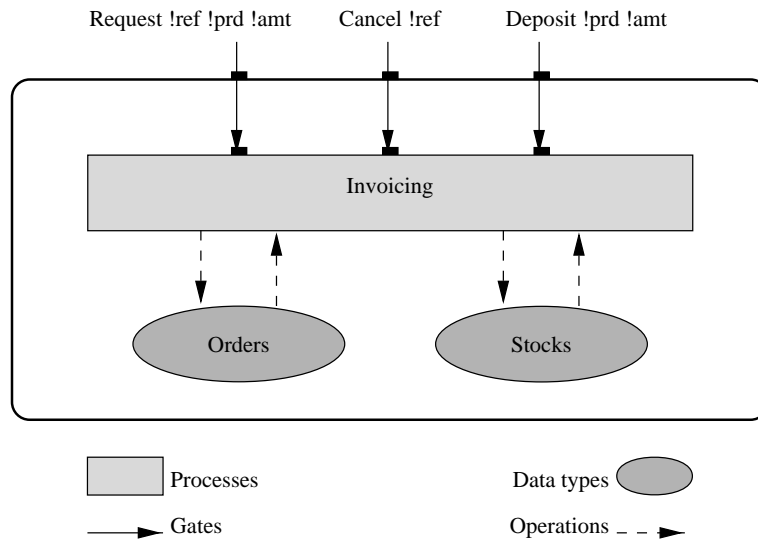 Request !ref !prd !amt
Cancel !ref
Deposit !prd !amt
Invoicing
Orders
Stocks
Processes
Data types
Gates
Operations